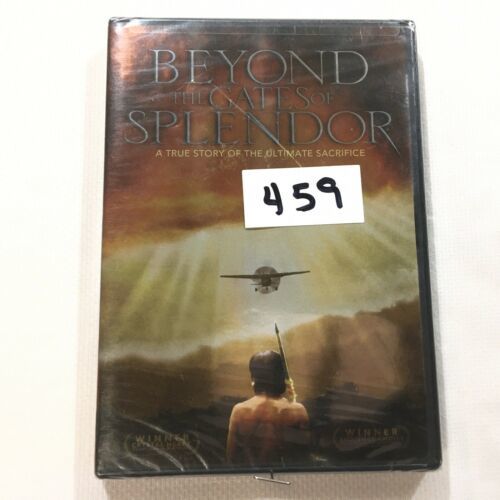 BEYOND
THE GATES OF
SPLENDOR
A TRUE STORY OF THE ULTIMATE SACRIFICE
459
WINNER
WINNER